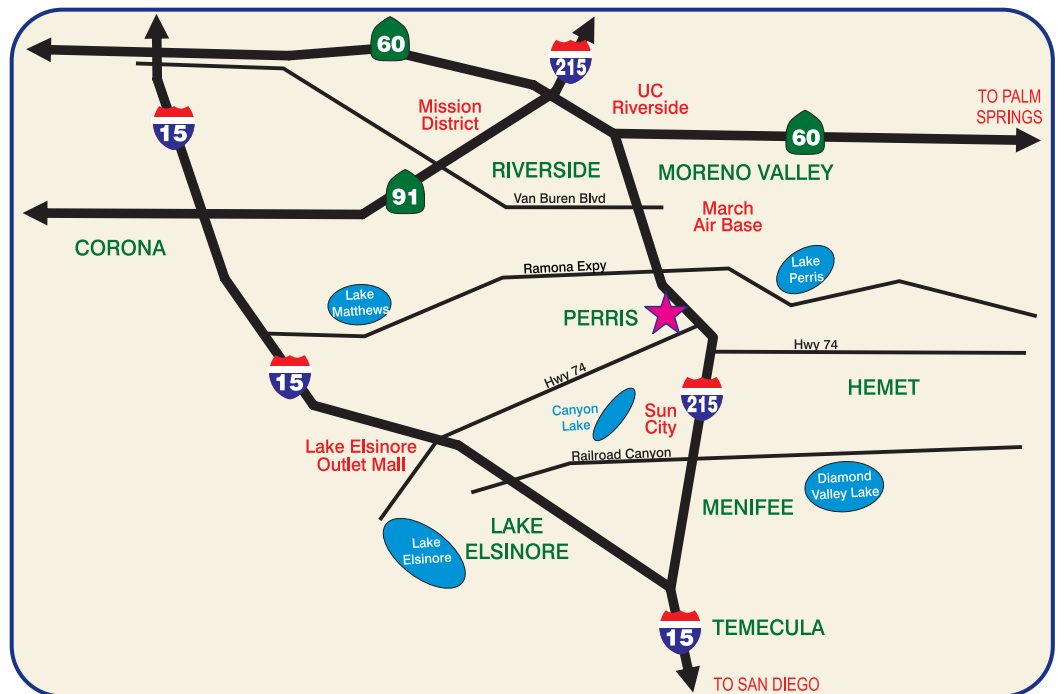 60
215
15
Mission
District
UC
Riverside
TO PALM
SPRINGS
60
RIVERSIDE
MORENO VALLEY
91
Van Buren Blvd
March
Air Base
CORONA
Ramona Expy
Lake
Perris
Lake
Matthews
PERRIS
Hwy 74
Hwy 74
15
215
HEMET
Canyon
Lake
Sun
City
Lake Elsinore
Outlet Mall
Railroad Canyon
Diamond
Valley Lake
MENIFEE
LAKE
ELSINORE
Lake
Elsinore
15
TEMECULA
TO SAN DIEGO